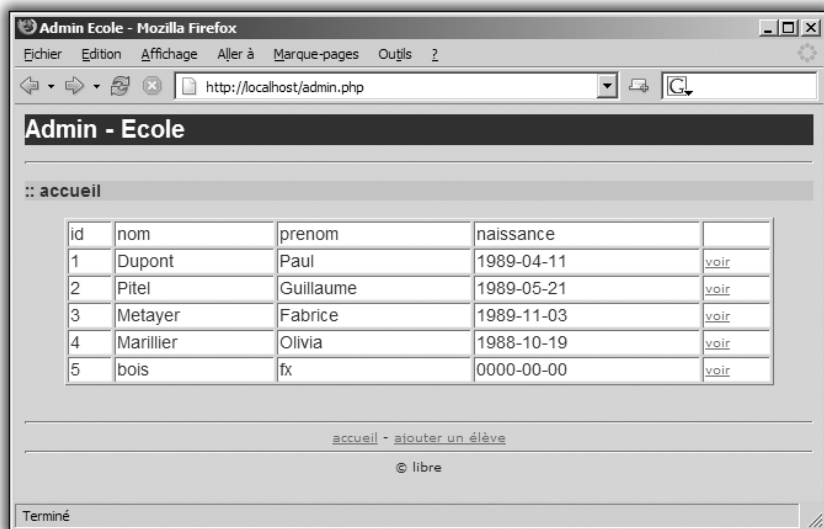 Admin Ecole - Mozilla Firefox
Fichier Edition Affichage Aller à Marque-pages Outils ?
http://localhost/admin.php G
Admin - Ecole
:: accueil
id nom prenom naissance
1 Dupont Paul 1989-04-11 voir
2 Pitel Guillaume 1989-05-21 voir
3 Metayer Fabrice 1989-11-03 voir
4 Marillier Olivia 1988-10-19 voir
5 bois fx 0000-00-00 voir
accueil - ajouter un élève
© libre
Terminé